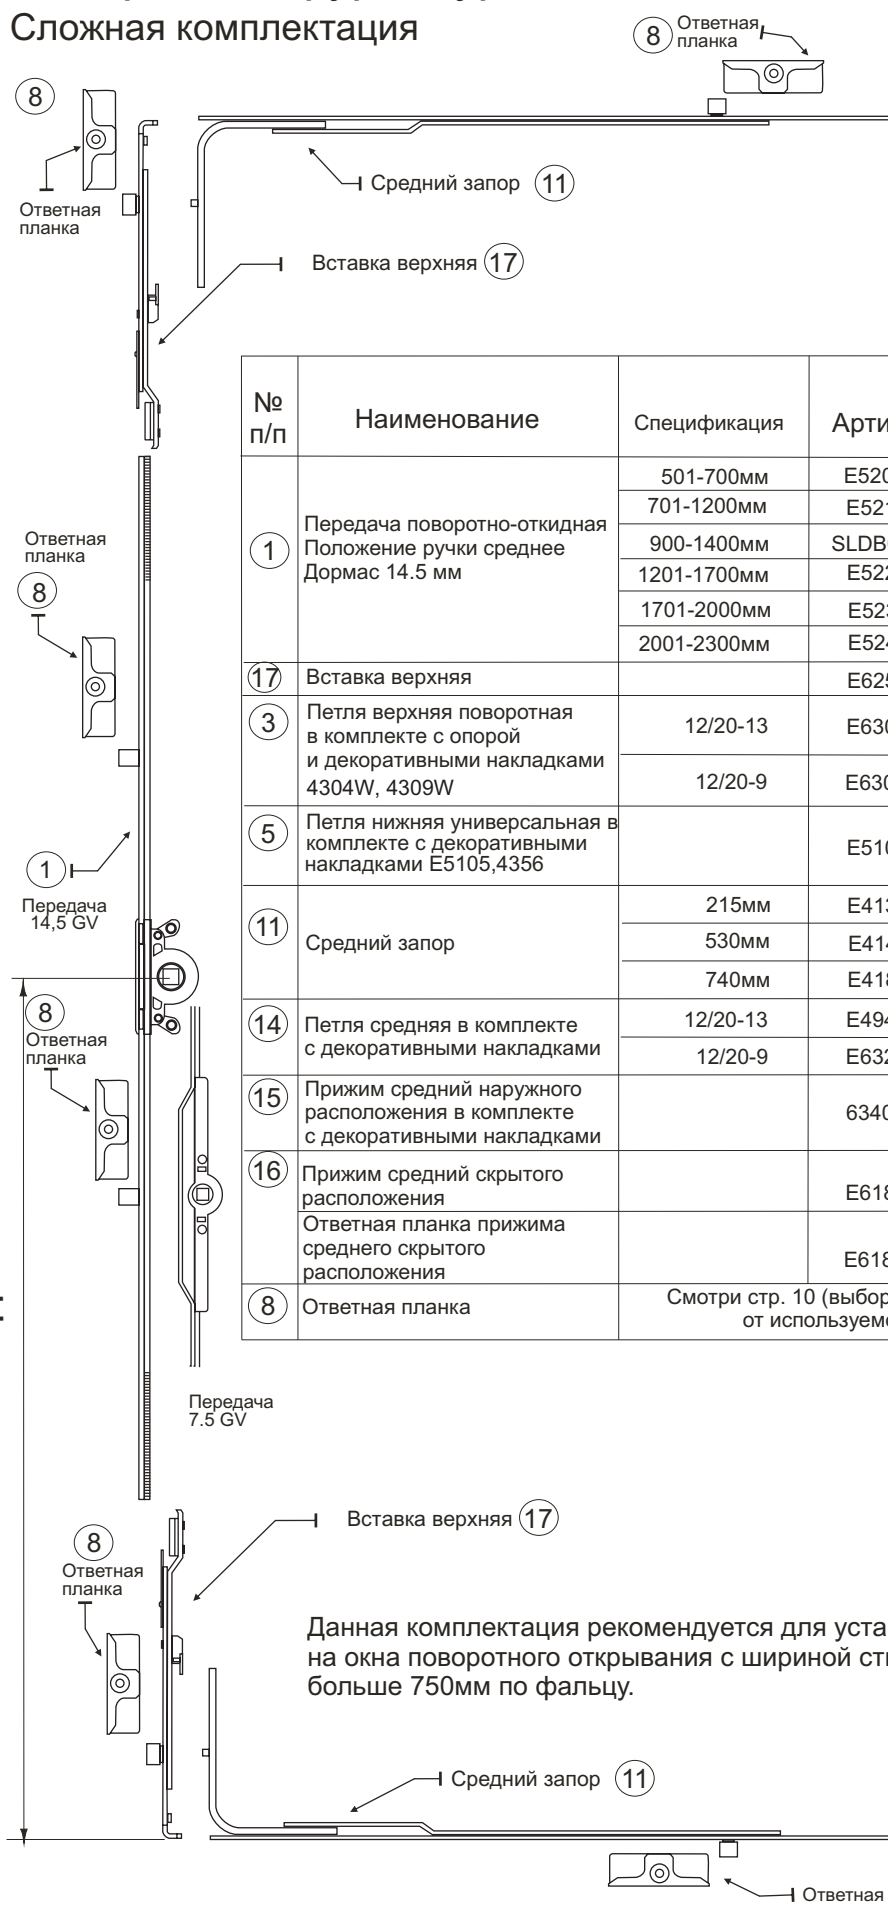 Сложная комплектация
8
Ответная
планка
8
Ответная
планка
Средний запор 11
Вставка верхняя 17
№
п/п
Наименование
Спецификация
Ответная
планка
8
1
Передача поворотно-откидная
Положение ручки среднее
Дормас 14.5 мм
501-700мм
701-1200мм
900-1400мм
1201-1700мм
1701-2000мм
2001-2300мм
17 Вставка верхняя
3
Петля верхняя поворотная
в комплекте с опорой
и декоративными накладками
4304W, 4309W
12/20-13
12/20-9
5
Петля нижняя универсальная в
комплекте с декоративными
накладками E5105,4356
1
Передача
14,5 GV
11
Средний запор
215мм
530мм
740мм
8
Ответная
планка
14
Петля средняя в комплекте
с декоративными накладками
12/20-13
12/20-9
15
Прижим средний наружного
расположения в комплекте
с декоративными накладками
16
Прижим средний скрытого
расположения
Ответная планка прижима
среднего скрытого
расположения
8 Ответная планка
Смотри стр. 10 (выбор
от
Передача
7.5 GV
Вставка верхняя 17
8
Ответная
планка
Данная комплектация рекомендуется для
на окна поворотного открывания с шириной
больше 750мм по фальцу.
Средний запор 11
Ответная